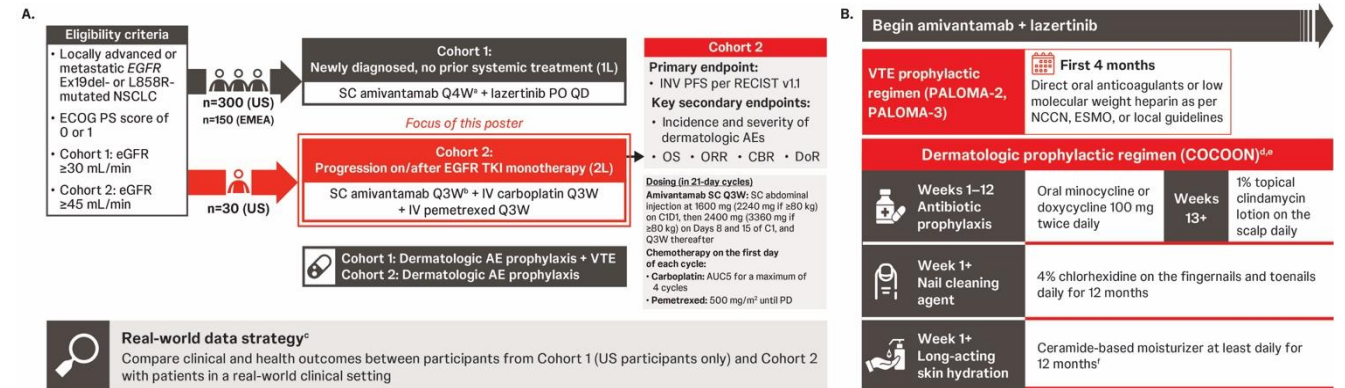 A.
Eligibility criteria
• Locally advanced or
metastatic EGFR
Ex19del- or L858R-
mutated NSCLC
• ECOG PS score of
0 or 1
• Cohort 1: eGFR
≥30 mL/min
• Cohort 2: eGFR
≥45 mL/min
n=300 (US)
n=150 (EMEA)
n=30 (US)
Cohort 1:
Newly diagnosed, no prior systemic treatment (1L)
SC amivantamab Q4Wᵃ + lazertinib PO QD
Focus of this poster
Cohort 2:
Progression on/after EGFR TKI monotherapy (2L)
SC amivantamab Q3Wᵇ + IV carboplatin Q3W
+ IV pemetrexed Q3W
Cohort 1: Dermatologic AE prophylaxis + VTE
Cohort 2: Dermatologic AE prophylaxis
Cohort 2
Primary endpoint:
• INV PFS per RECIST v1.1
Key secondary endpoints:
• Incidence and severity of
dermatologic AEs
• OS • ORR • CBR • DoR
Dosing (in 21-day cycles)
Amivantamab SC Q3W: SC abdominal
injection at 1600 mg (2240 mg if ≥80 kg)
on C1D1, then 2400 mg (3360 mg if
≥80 kg) on Days 8 and 15 of C1, and
Q3W thereafter
Chemotherapy on the first day
of each cycle:
• Carboplatin: AUC5 for a maximum of
4 cycles
• Pemetrexed: 500 mg/m² until PD
Real-world data strategyᶜ
Compare clinical and health outcomes between participants from Cohort 1 (US participants only) and Cohort 2
with patients in a real-world clinical setting
B.
Begin amivantamab + lazertinib
VTE prophylactic
regimen (PALOMA-2,
PALOMA-3)
First 4 months
Direct oral anticoagulants or low
molecular weight heparin as per
NCCN, ESMO, or local guidelines
Dermatologic prophylactic regimen (COCOON)ᵈ,ᵉ
Weeks 1–12
Antibiotic
prophylaxis
Oral minocycline or
doxycycline 100 mg
twice daily
Weeks
13+
1% topical
clindamycin
lotion on the
scalp daily
Week 1+
Nail cleaning
agent
4% chlorhexidine on the fingernails and toenails
daily for 12 months
Week 1+
Long-acting
skin hydration
Ceramide-based moisturizer at least daily for
12 monthsᶠ